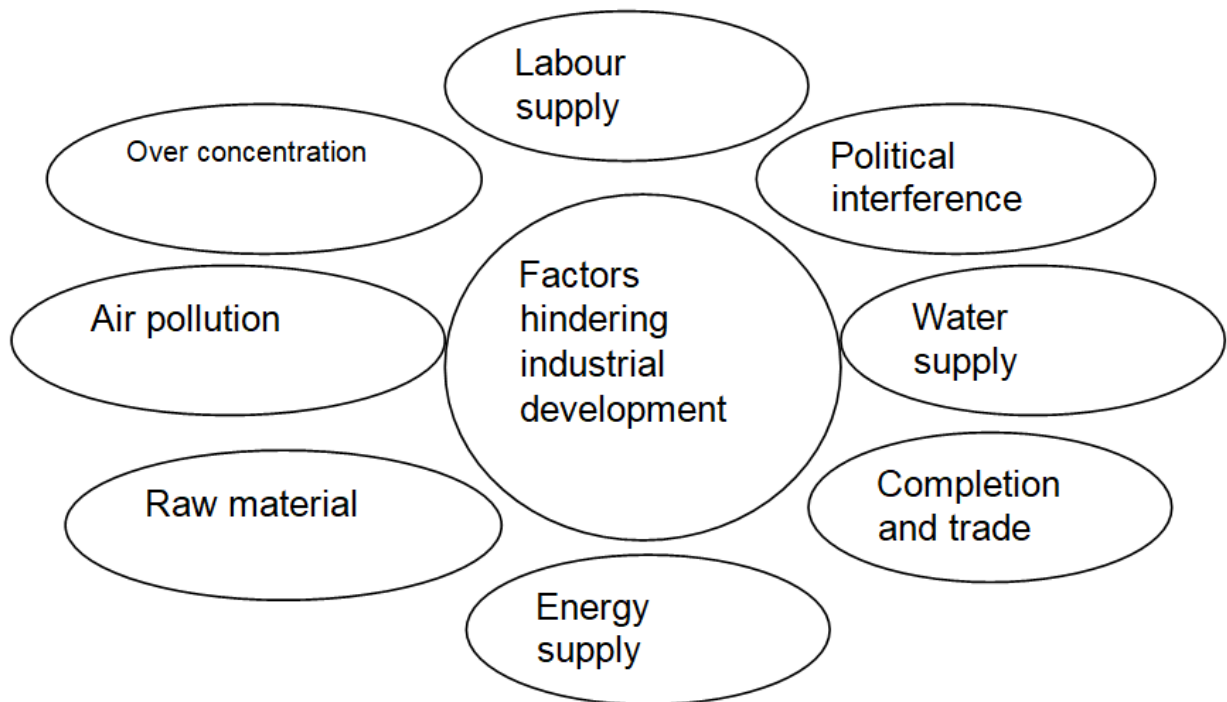 Labour
supply
Over concentration
Political
interference
Factors
hindering
industrial
development
Air pollution
Water
supply
Raw material
Completion
and trade
Energy
supply